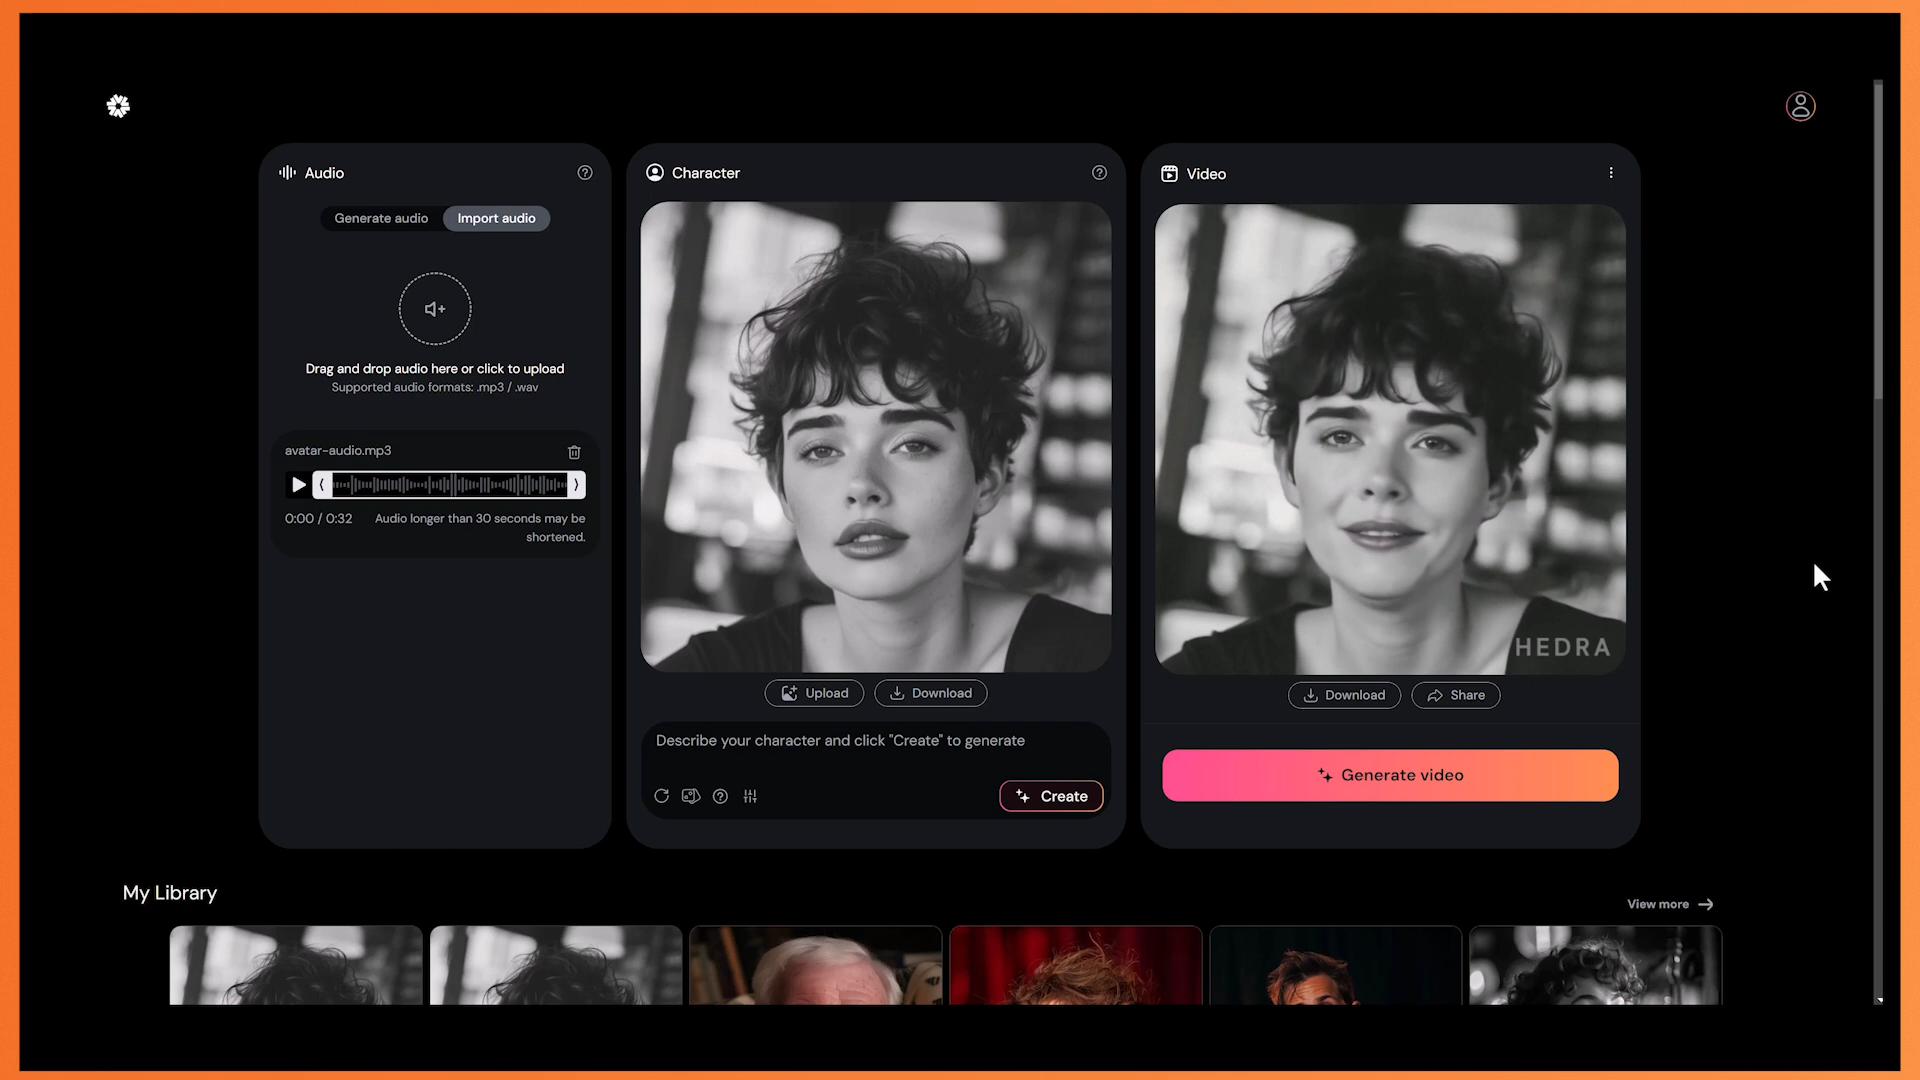 Audio
Generate audio
Import audio
Drag and drop audio here or click to upload
Supported audio formats: .mp3 / .wav
avatar-audio.mp3
0:00 / 0:32
Audio longer than 30 seconds may be
shortened.
Character
Upload
Download
Describe your character and click "Create" to generate
Create
Video
HEDRA
Download
Share
Generate video
My Library
View more